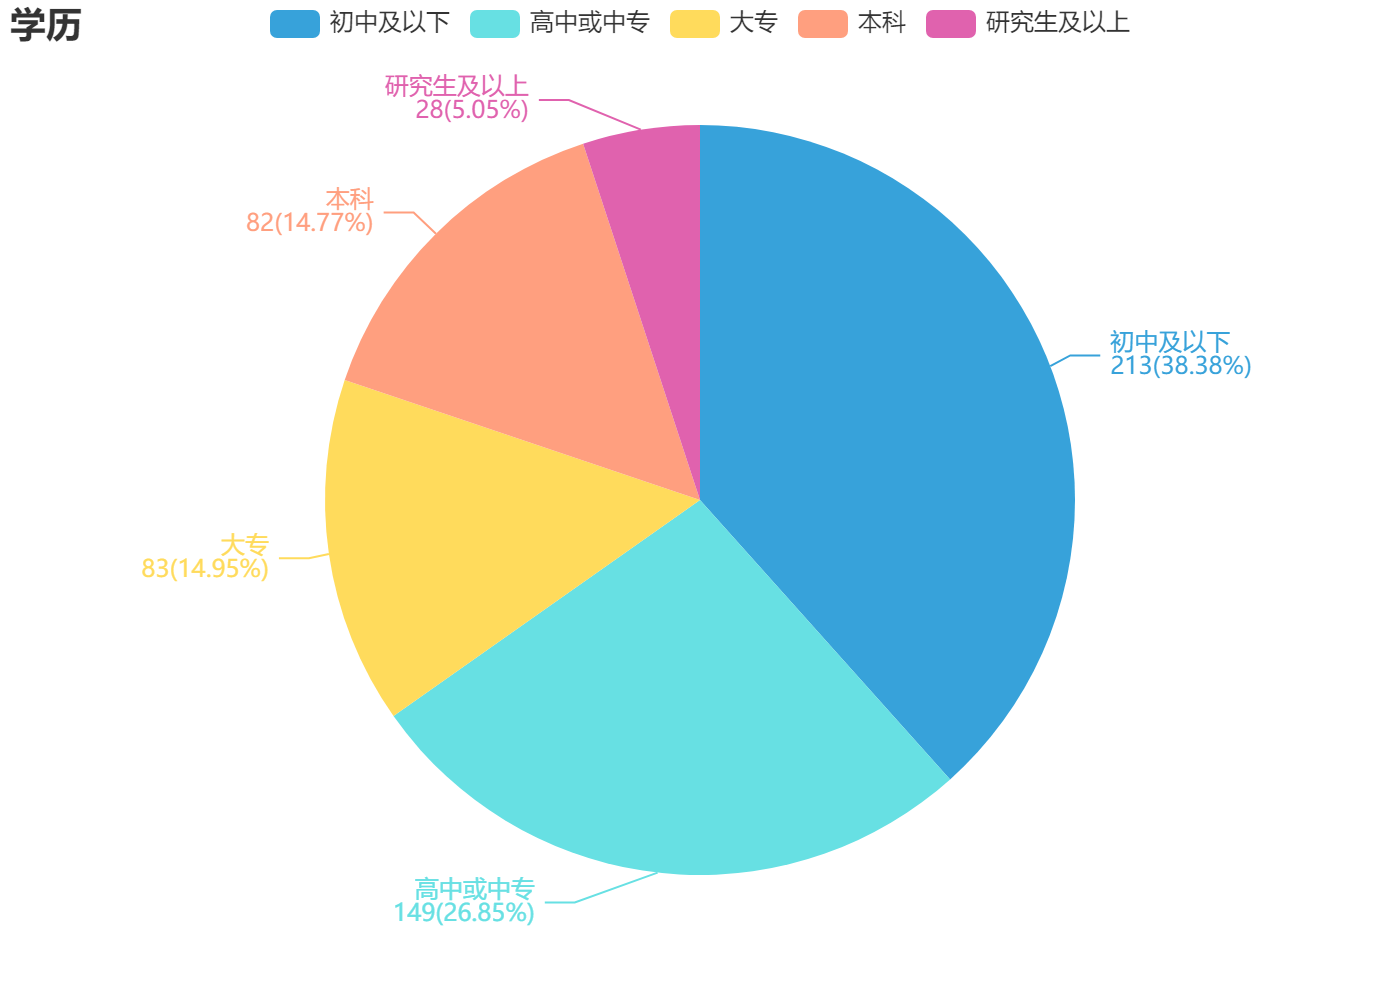 学历
初中及以下
高中或中专
大专
本科
研究生及以上
研究生及以上
28(5.05%)
本科
82(14.77%)
初中及以下
213(38.38%)
大专
83(14.95%)
高中或中专
149(26.85%)